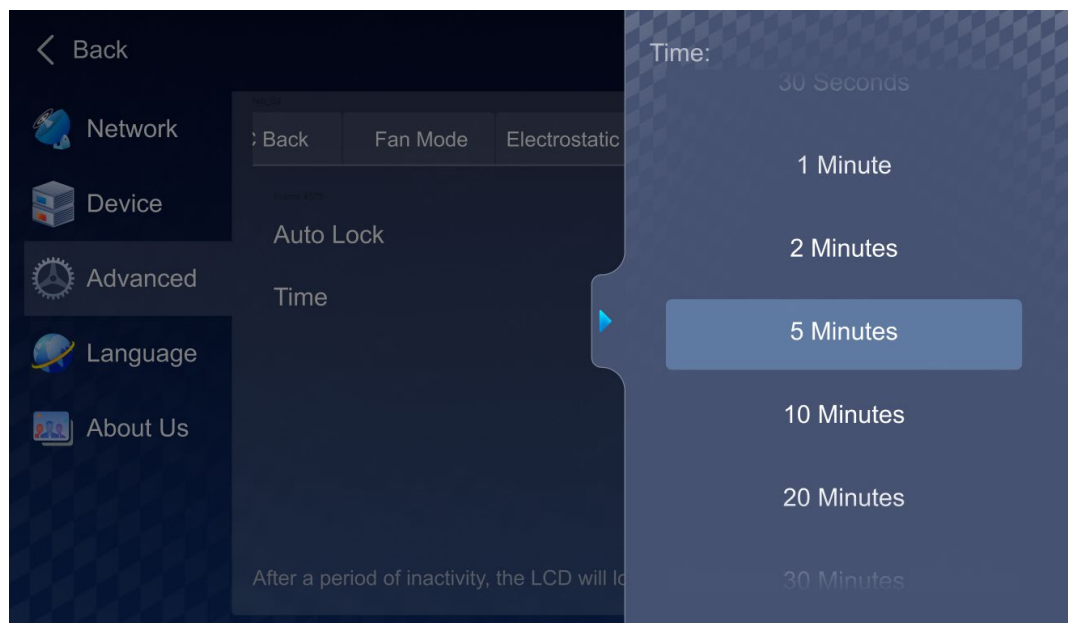 Back
Time:
30 Seconds
Network
: Back
Fan Mode
Electrostatic
1 Minute
Device
Auto Lock
2 Minutes
Advanced
Time
5 Minutes
Language
10 Minutes
About Us
20 Minutes
After a period of inactivity, the LCD will lo
30 Minutes